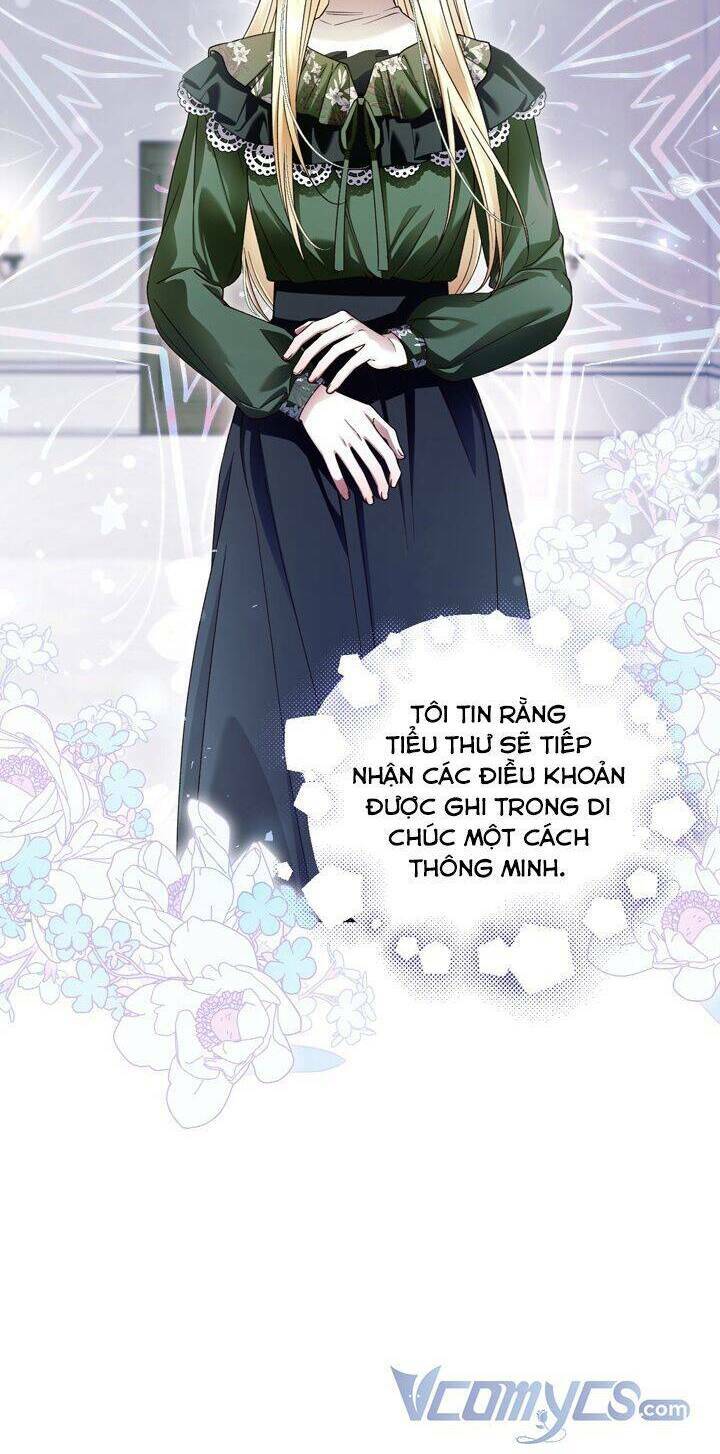 TÔI TIN RẰNG
TIỂU THƯ SẼ TIẾP
NHẬN CÁC ĐIỀU KHOẢN
ĐƯỢC GHI TRONG DI
CHÚC MỘT CÁCH
THÔNG MINH.
VCOMYCS.com